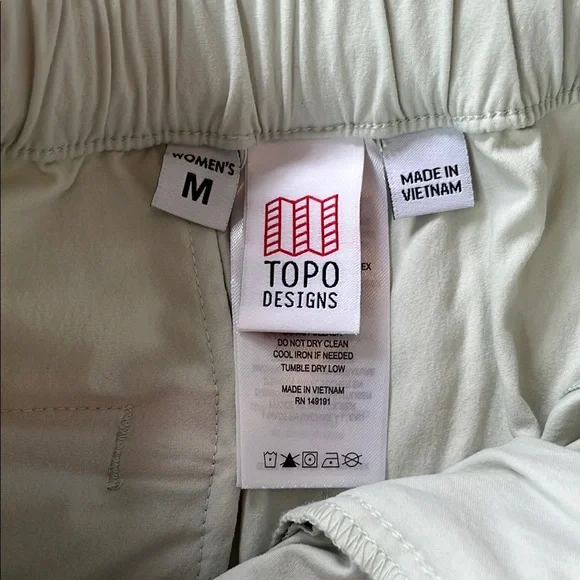 WOMEN'S
M
TOPO
DESIGNS
MADE IN
VIETNAM
EX
DO NOT DRY CLEAN
COOL IRON IF NEEDED
TUMBLE DRY LOW
MADE IN VIETNAM
RN 149191